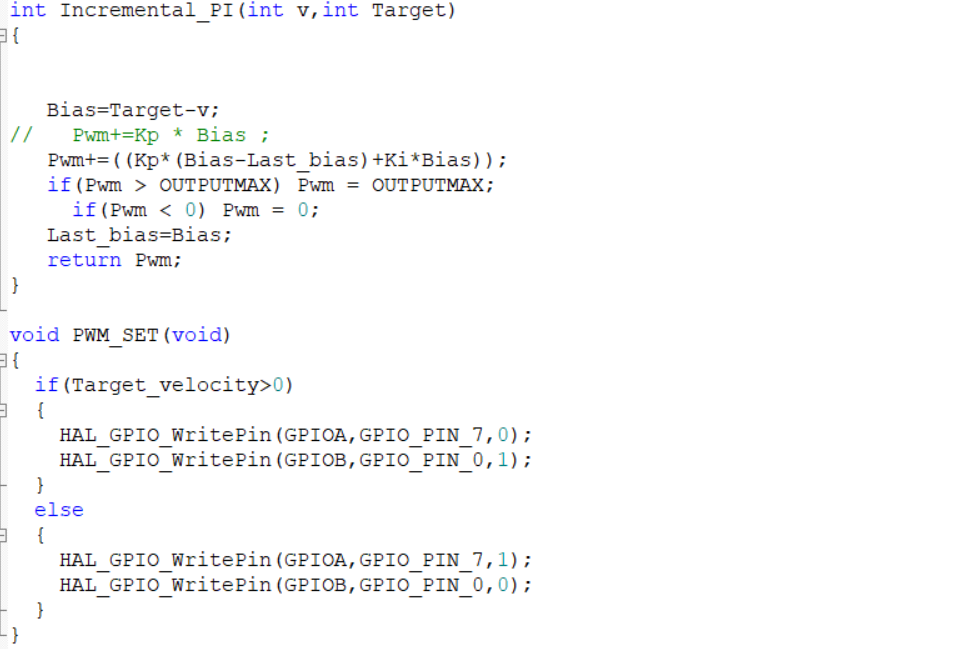 int Incremental_PI(int v,int Target)
{
Bias=Target-v;
//   Pwm+=Kp * Bias ;
Pwm+=((Kp*(Bias-Last_bias)+Ki*Bias));
if(Pwm > OUTPUTMAX) Pwm = OUTPUTMAX;
if(Pwm < 0) Pwm = 0;
Last_bias=Bias;
return Pwm;
}
void PWM_SET(void)
{
if(Target_velocity>0)
{
HAL_GPIO_WritePin(GPIOA,GPIO_PIN_7,0);
HAL_GPIO_WritePin(GPIOB,GPIO_PIN_0,1);
}
else
{
HAL_GPIO_WritePin(GPIOA,GPIO_PIN_7,1);
HAL_GPIO_WritePin(GPIOB,GPIO_PIN_0,0);
}
}